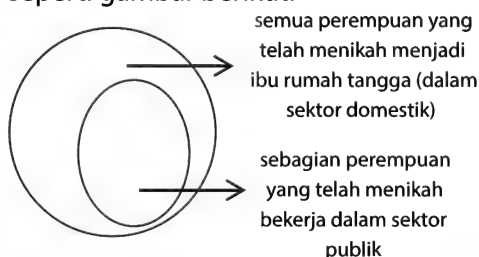 seperti gambar berikut.
semua perempuan yang
telah menikah menjadi
ibu rumah tangga (dalam
sektor domestik)
sebagian perempuan
yang telah menikah
bekerja dalam sektor
publik